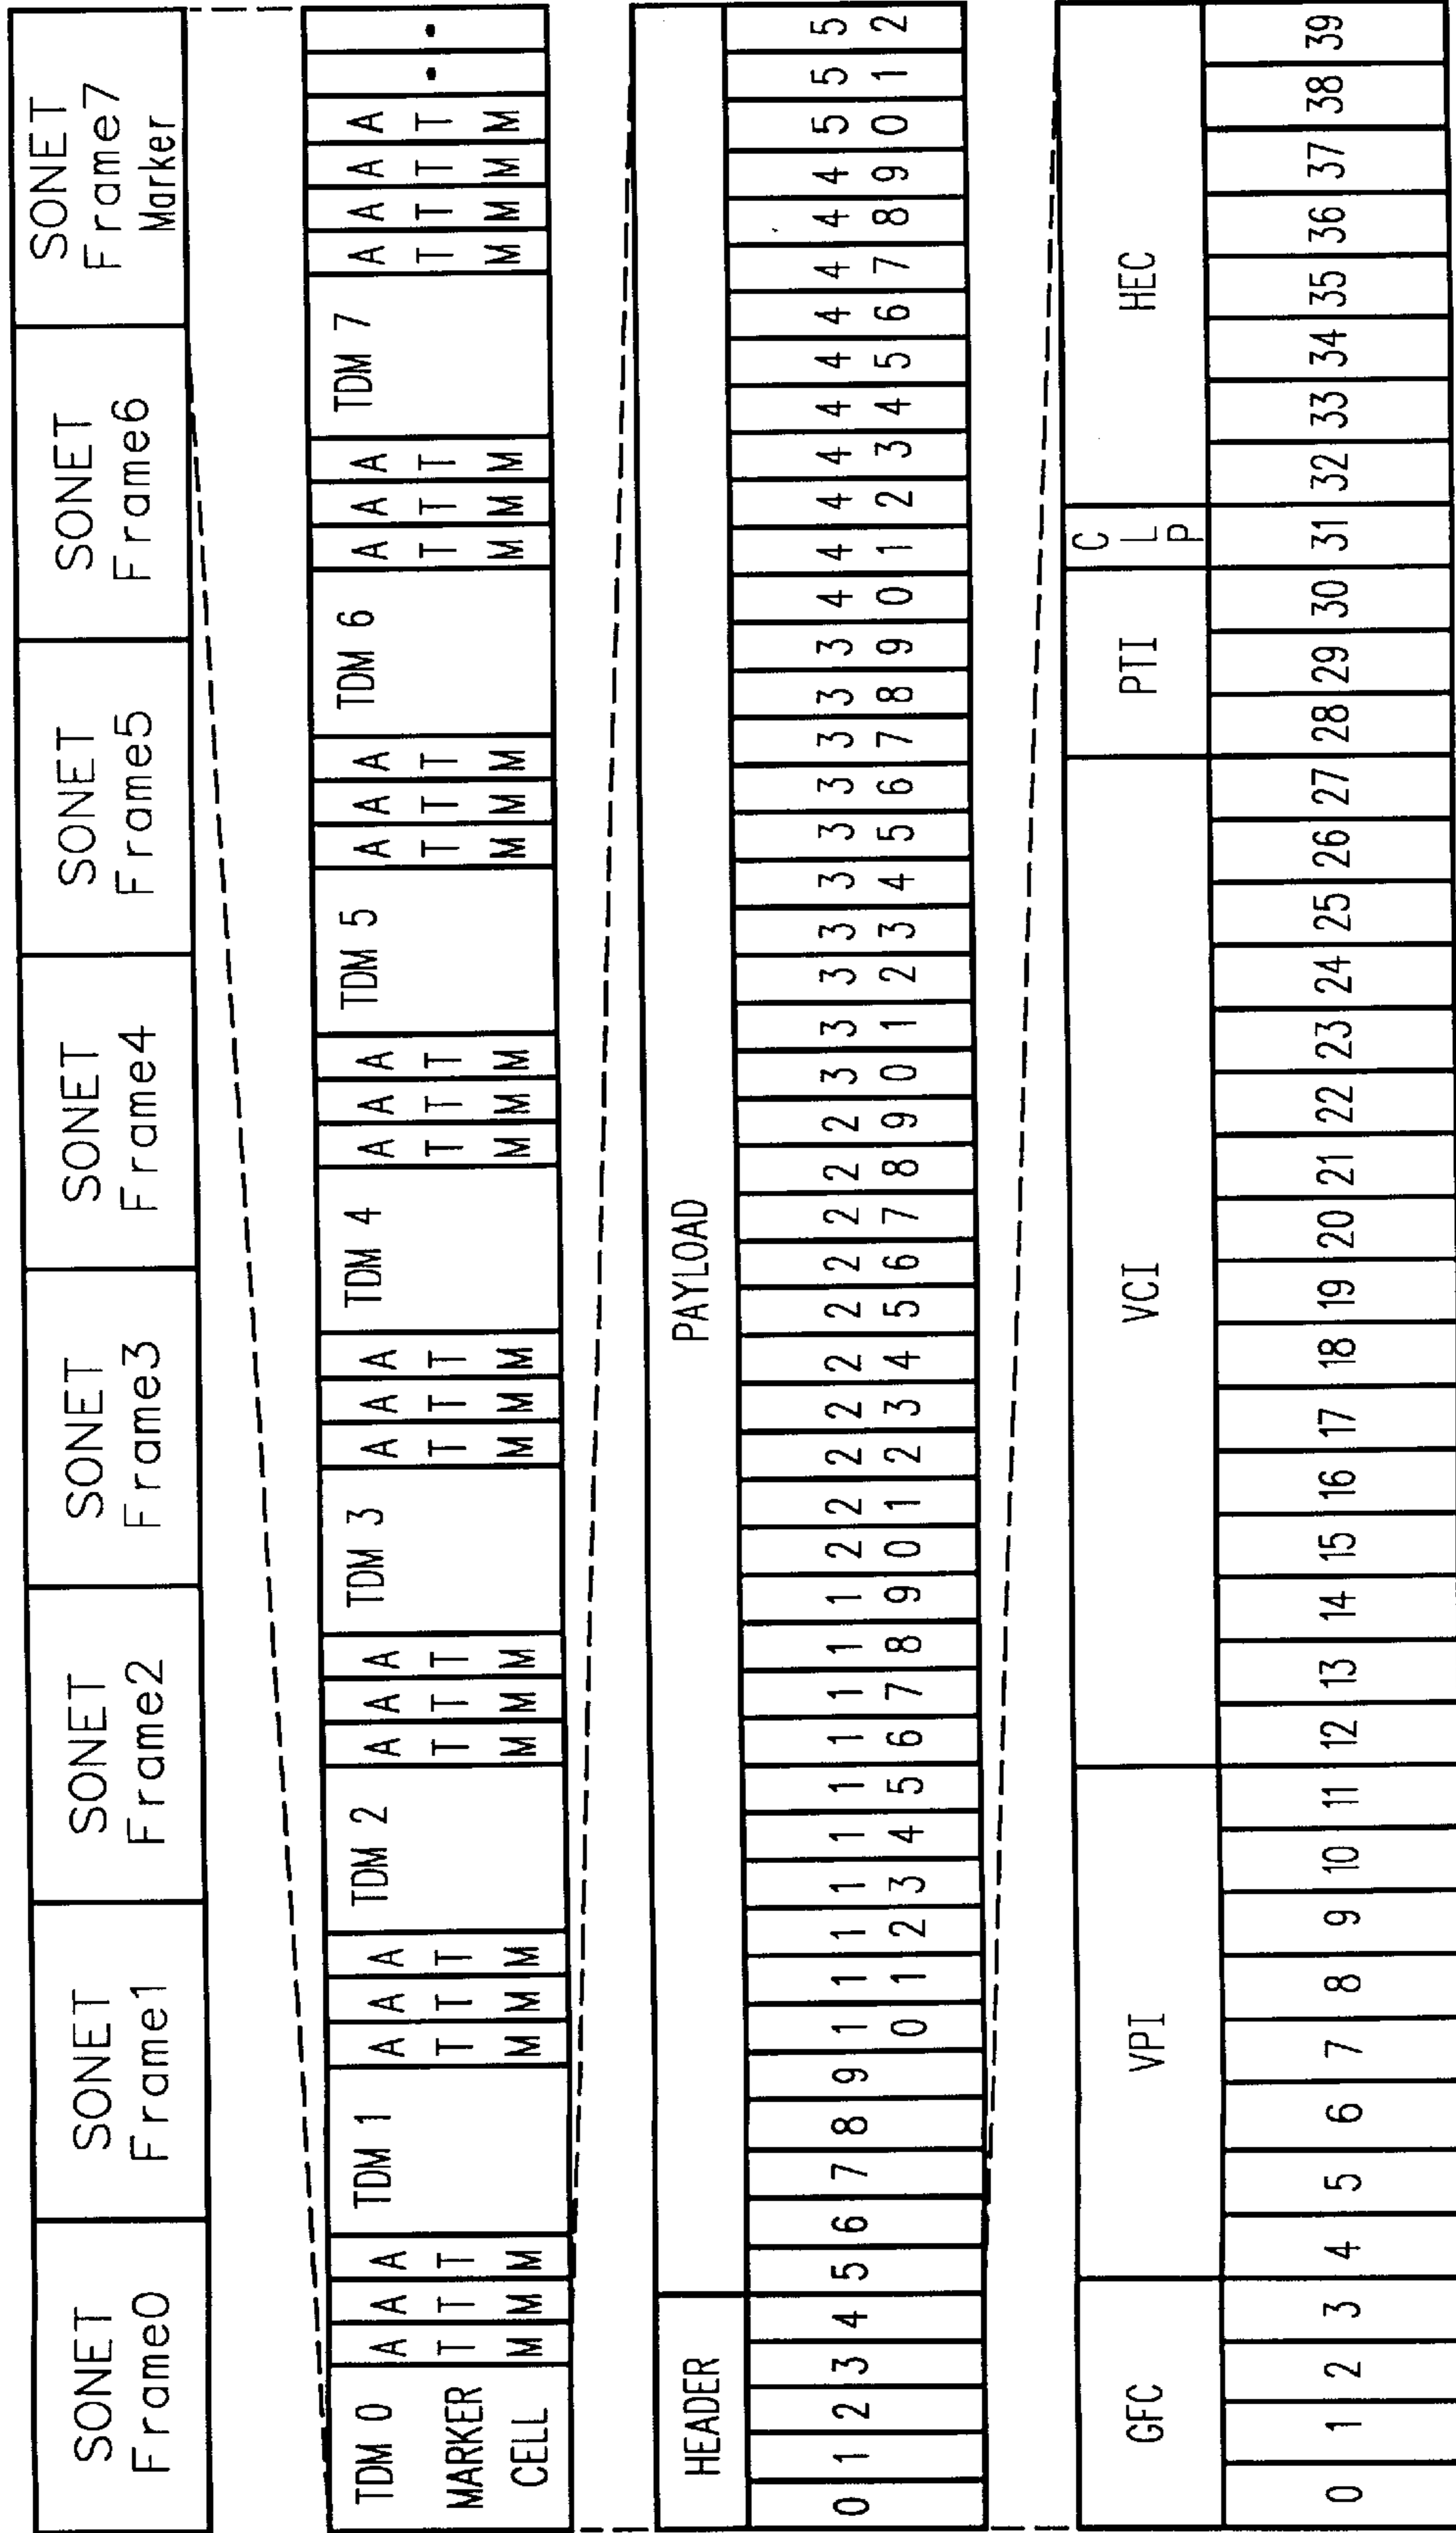 SONET Frame0 SONET Frame1 SONET Frame2 SONET Frame3 SONET Frame4 SONET Frame5 SONET Frame6 SONET Frame7 Marker
TDM 0 MARKER CELL ATM ATM ATM TDM 1 ATM ATM ATM TDM 2 ATM ATM ATM TDM 3 ATM ATM ATM TDM 4 ATM ATM ATM TDM 5 ATM ATM ATM TDM 6 ATM ATM ATM TDM 7 ATM ATM ATM ATM • •
HEADER PAYLOAD
0 1 2 3 4 5 6 7 8 9 10 11 12 13 14 15 16 17 18 19 20 21 22 23 24 25 26 27 28 29 30 31 32 33 34 35 36 37 38 39 40 41 42 43 44 45 46 47 48 49 50 51 52
GFC VPI VCI PTI CLP HEC
0 1 2 3 4 5 6 7 8 9 10 11 12 13 14 15 16 17 18 19 20 21 22 23 24 25 26 27 28 29 30 31 32 33 34 35 36 37 38 39